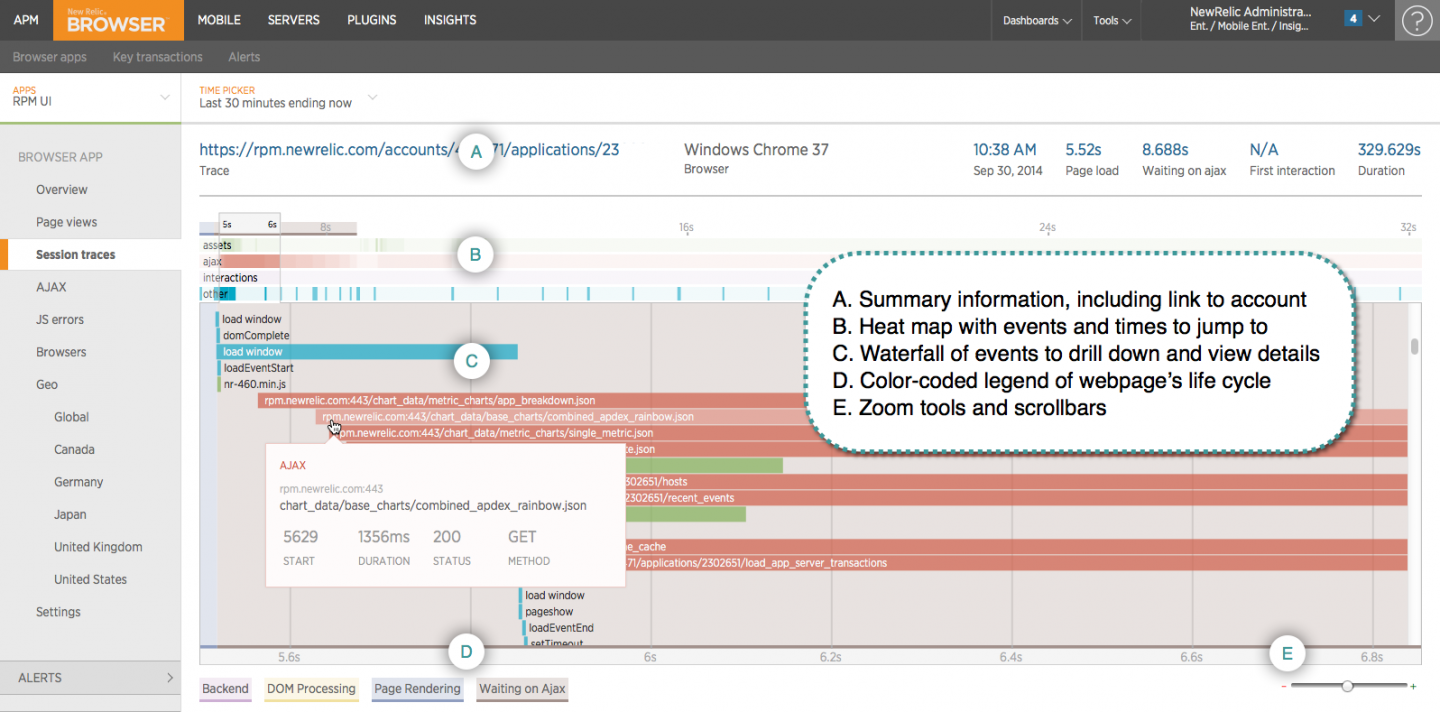 APM
New Relic.
BROWSER
MOBILE
SERVERS
PLUGINS
INSIGHTS
Dashboards
Tools
NewRelic Administra...
Ent. / Mobile Ent. / Insig...
4
?
Browser apps
Key transactions
Alerts
APPS
RPM UI
TIME PICKER
Last 30 minutes ending now
BROWSER APP
Overview
Page views
Session traces
AJAX
JS errors
Browsers
Geo
Global
Canada
Germany
Japan
United Kingdom
United States
Settings
ALERTS
https://rpm.newrelic.com/accounts/ A 71/applications/23
Trace
Windows Chrome 37
Browser
10:38 AM
Sep 30, 2014
5.52s
Page load
8.688s
Waiting on ajax
N/A
First interaction
329.629s
Duration
5s 6s 8s 16s 24s 32s
assets
ajax
interactions
other
B
load window
domComplete
load window
C
loadEventStart
nr-460.min.js
rpm.newrelic.com:443/chart_data/metric_charts/app_breakdown.json
rpm.newrelic.com:443/chart_data/base_charts/combined_apdex_rainbow.json
rpm.newrelic.com:443/chart_data/metric_charts/single_metric.json
e.json
2302651/hosts
2302651/recent_events
e_cache
71/applications/2302651/load_app_server_transactions
AJAX
rpm.newrelic.com:443
chart_data/base_charts/combined_apdex_rainbow.json
5629 1356ms 200 GET
START DURATION STATUS METHOD
load window
pageshow
loadEventEnd
setTimeout
A. Summary information, including link to account
B. Heat map with events and times to jump to
C. Waterfall of events to drill down and view details
D. Color-coded legend of webpage's life cycle
E. Zoom tools and scrollbars
D
E
5.6s 6s 6.2s 6.4s 6.6s 6.8s
Backend
DOM Processing
Page Rendering
Waiting on Ajax
- +